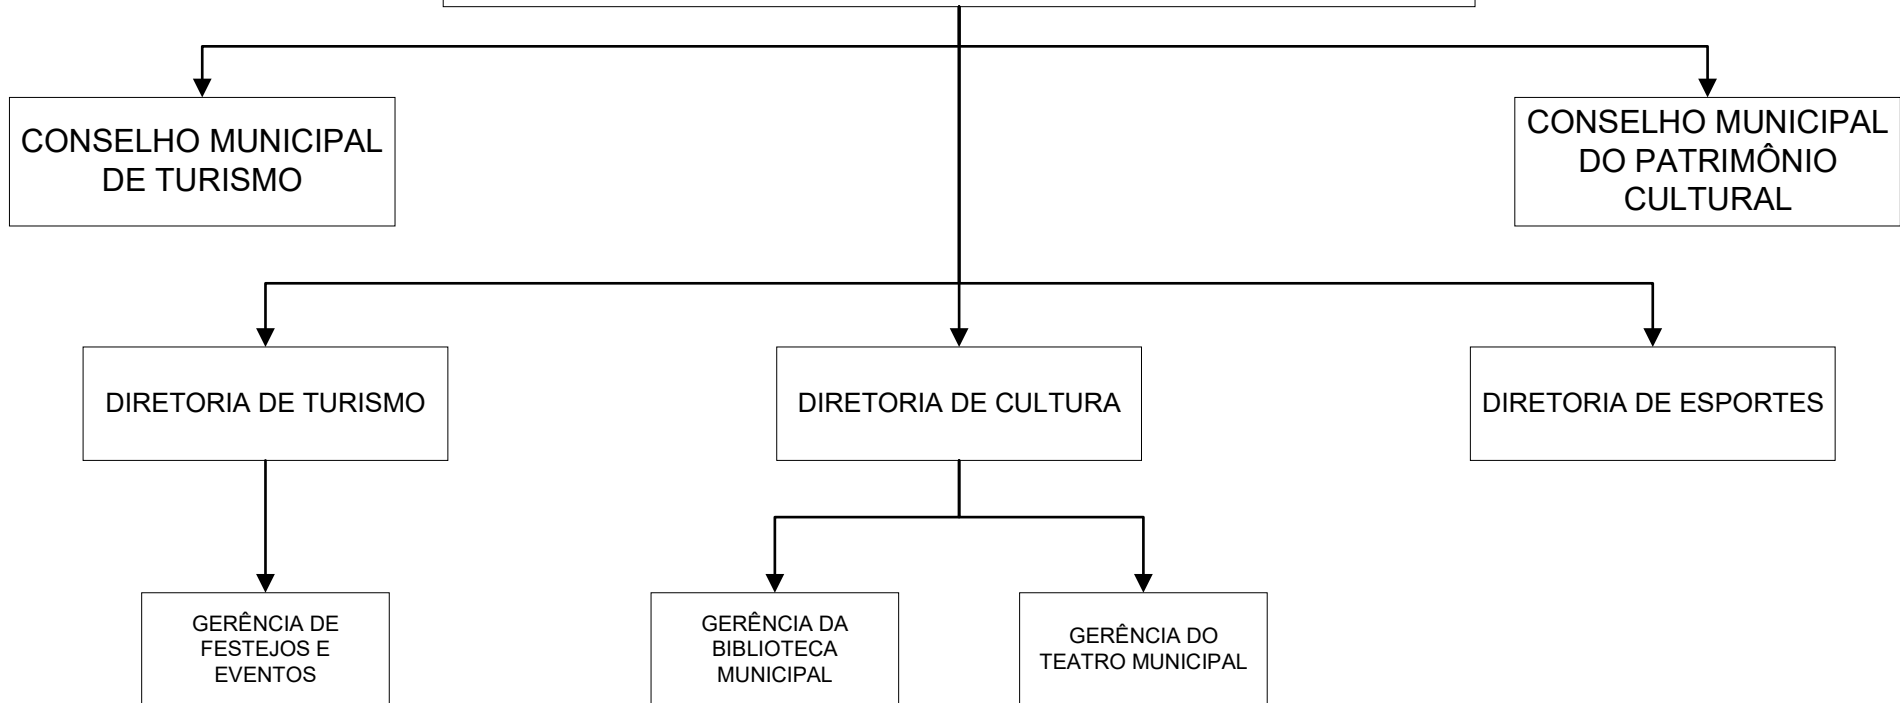 CONSELHO MUNICIPAL
DE TURISMO
CONSELHO MUNICIPAL
DO PATRIMÔNIO
CULTURAL
DIRETORIA DE TURISMO
DIRETORIA DE CULTURA
DIRETORIA DE ESPORTES
GERÊNCIA DE
FESTEJOS E
EVENTOS
GERÊNCIA DA
BIBLIOTECA
MUNICIPAL
GERÊNCIA DO
TEATRO MUNICIPAL